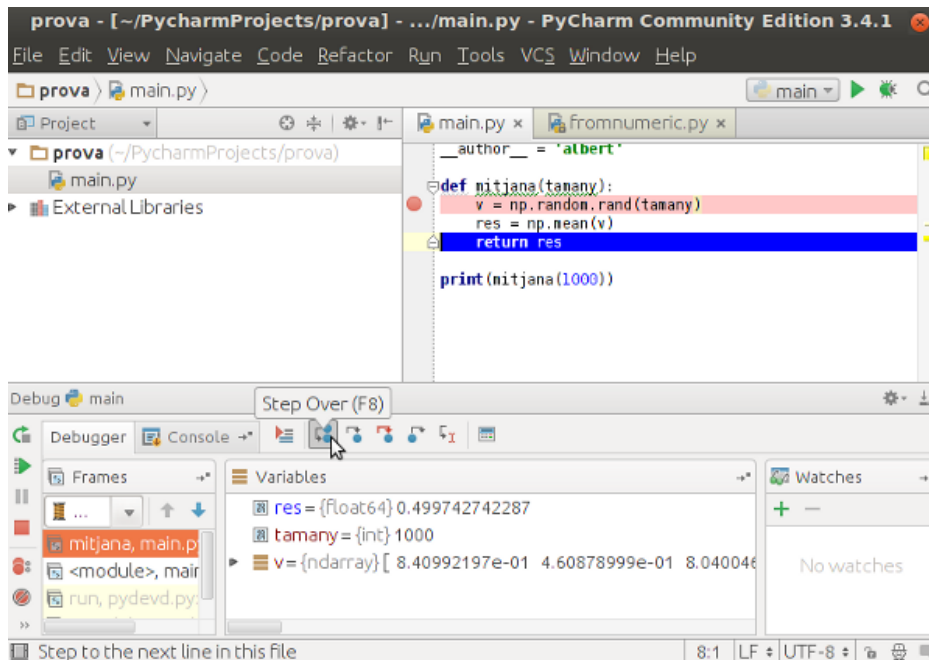 prova - [~/PycharmProjects/prova] - .../main.py - PyCharm Community Edition 3.4.1
File Edit View Navigate Code Refactor Run Tools VCS Window Help
prova main.py main
Project main.py × fromnumeric.py ×
prova (~/PycharmProjects/prova)
main.py
External Libraries
__author__ = 'albert'
def mitjana(tamany):
v = np.random.rand(tamany)
res = np.mean(v)
return res
print(mitjana(1000))
Debug main
Step Over (F8)
Debugger Console
Frames
...
mitjana, main.p
<module>, mair
run, pydevd.py:
Variables
res = {float64} 0.499742742287
tamany = {int} 1000
v = {ndarray} [ 8.40992197e-01 4.60878999e-01 8.040046
Watches
No watches
Step to the next line in this file 8:1 LF UTF-8